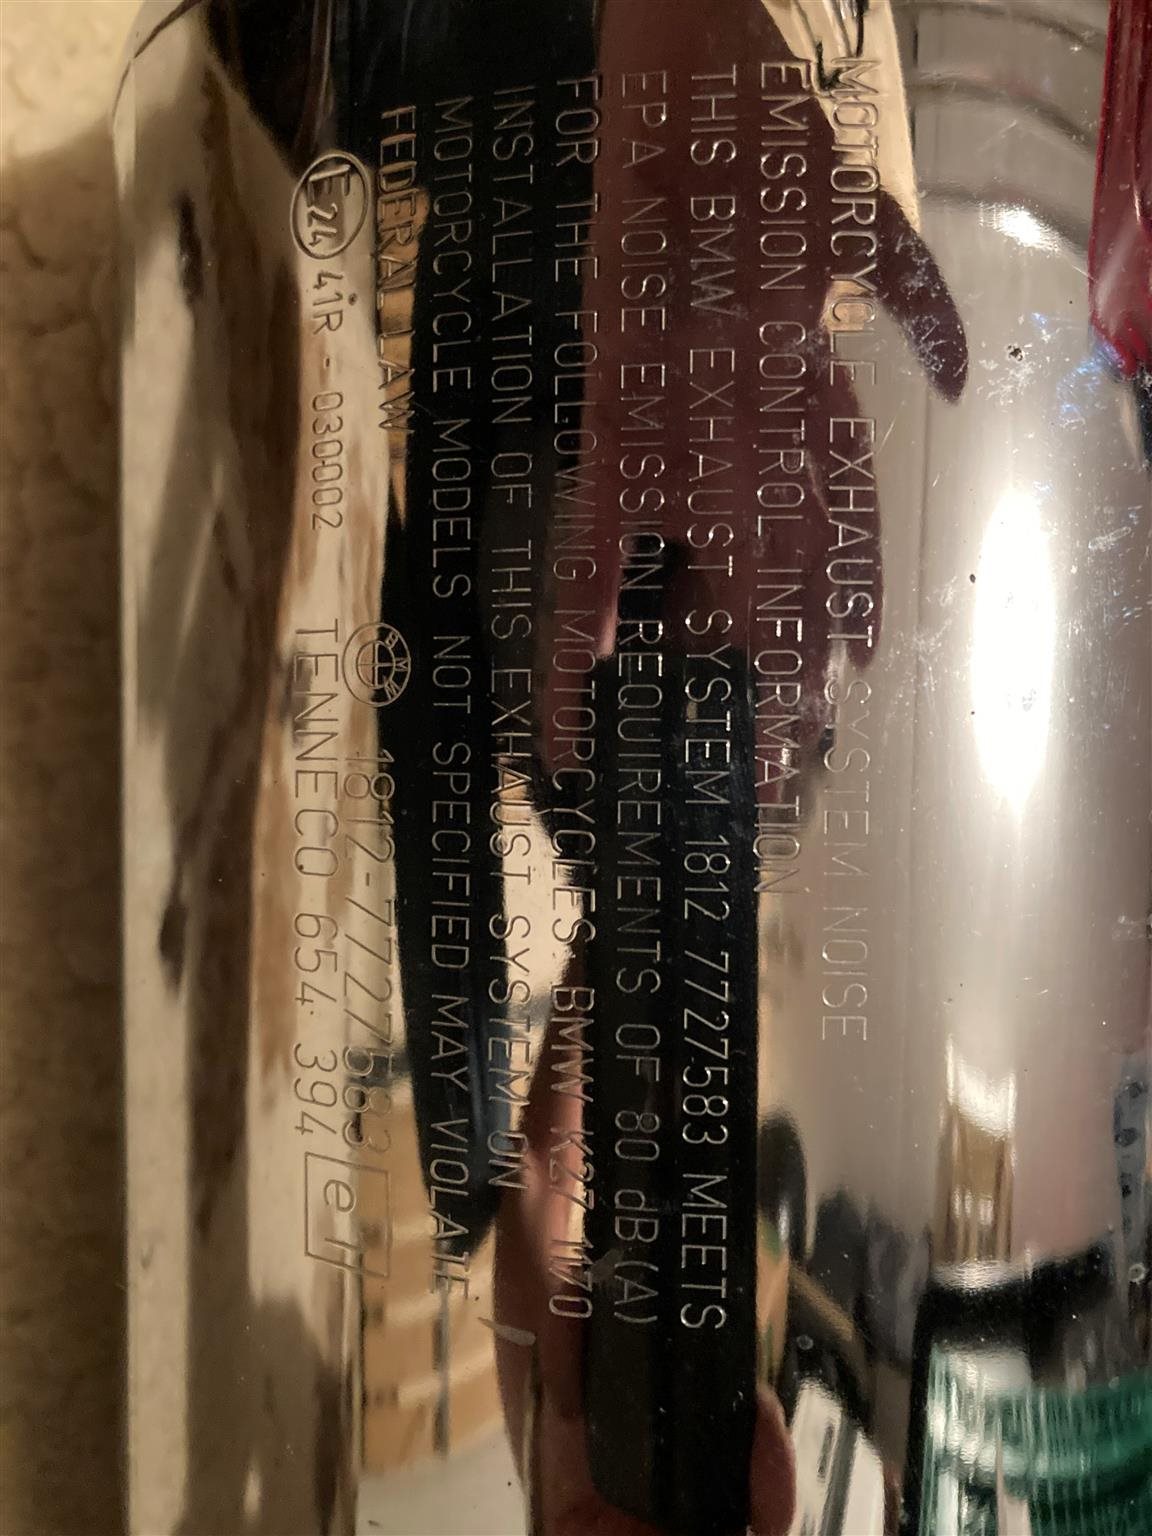 MOTORCYCLE EXHAUST SYSTEM NOISE
EMISSION CONTROL INFORMATION
THIS BMW EXHAUST SYSTEM 1812 7727583 MEETS
EPA NOISE EMISSION REQUIREMENTS OF 80 dB(A)
FOR THE FOLLOWING MOTORCYCLES BMW K27 1170
INSTALLATION OF THIS EXHAUST SYSTEM ON
MOTORCYCLE MODELS NOT SPECIFIED MAY VIOLATE
FEDERAL LAW
BMW 1812-7727583
E24 41R - 030002 TENNECO 654 394 e1